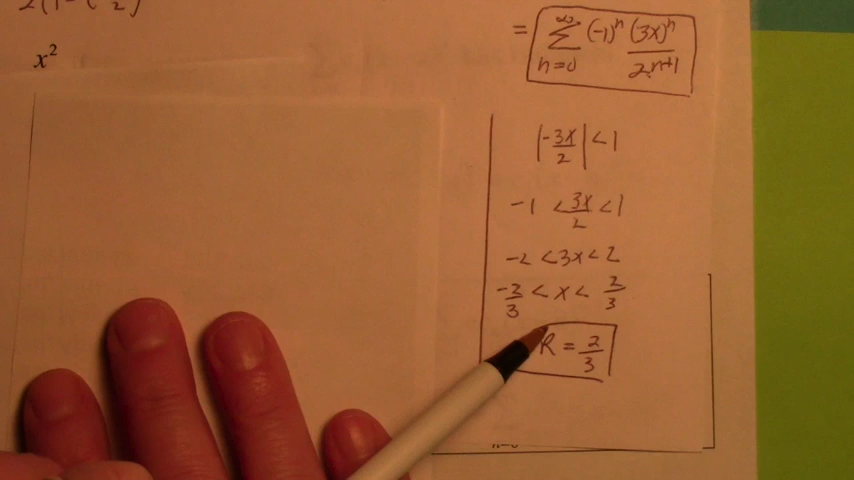 x²
= ∞ Σ n=0 (-1)ⁿ (3x)ⁿ / 2ⁿ⁺¹
|-3x/2| < 1
-1 < 3x/2 < 1
-2 < 3x < 2
-2/3 < x < 2/3
R = 2/3